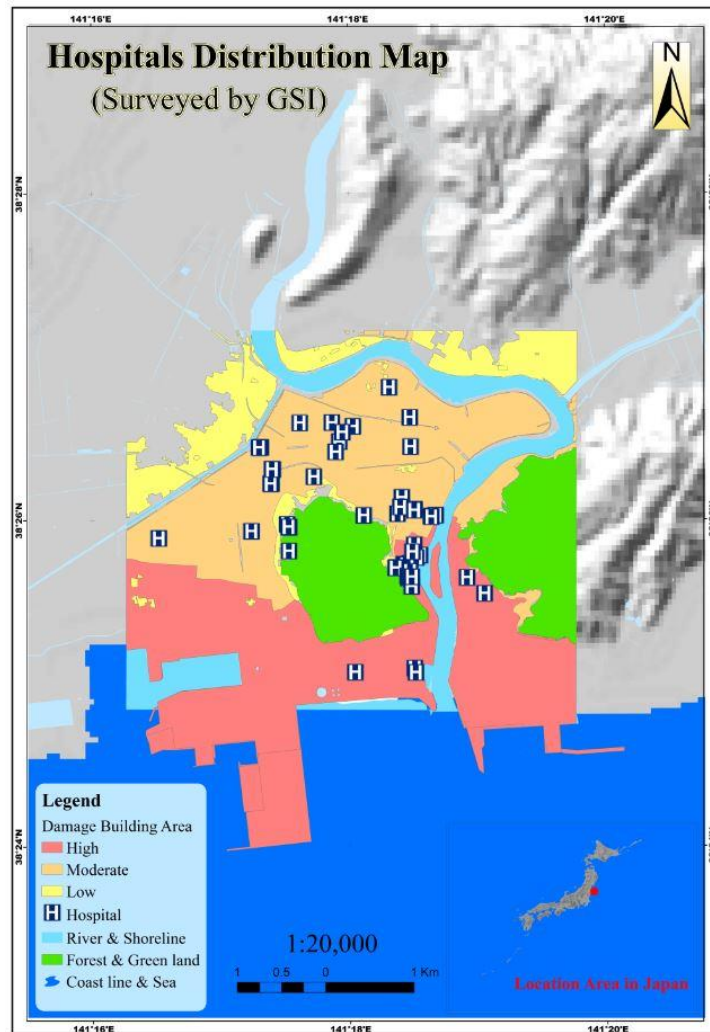 141°16'E 141°18'E 141°20'E
Hospitals Distribution Map
(Surveyed by GSI)
N
38°28'N
38°26'N
38°24'N
Legend
Damage Building Area
High
Moderate
Low
H Hospital
River & Shoreline
Forest & Green land
Coast line & Sea
1:20,000
1 0.5 0 1 Km
Location Area in Japan
141°16'E 141°18'E 141°20'E